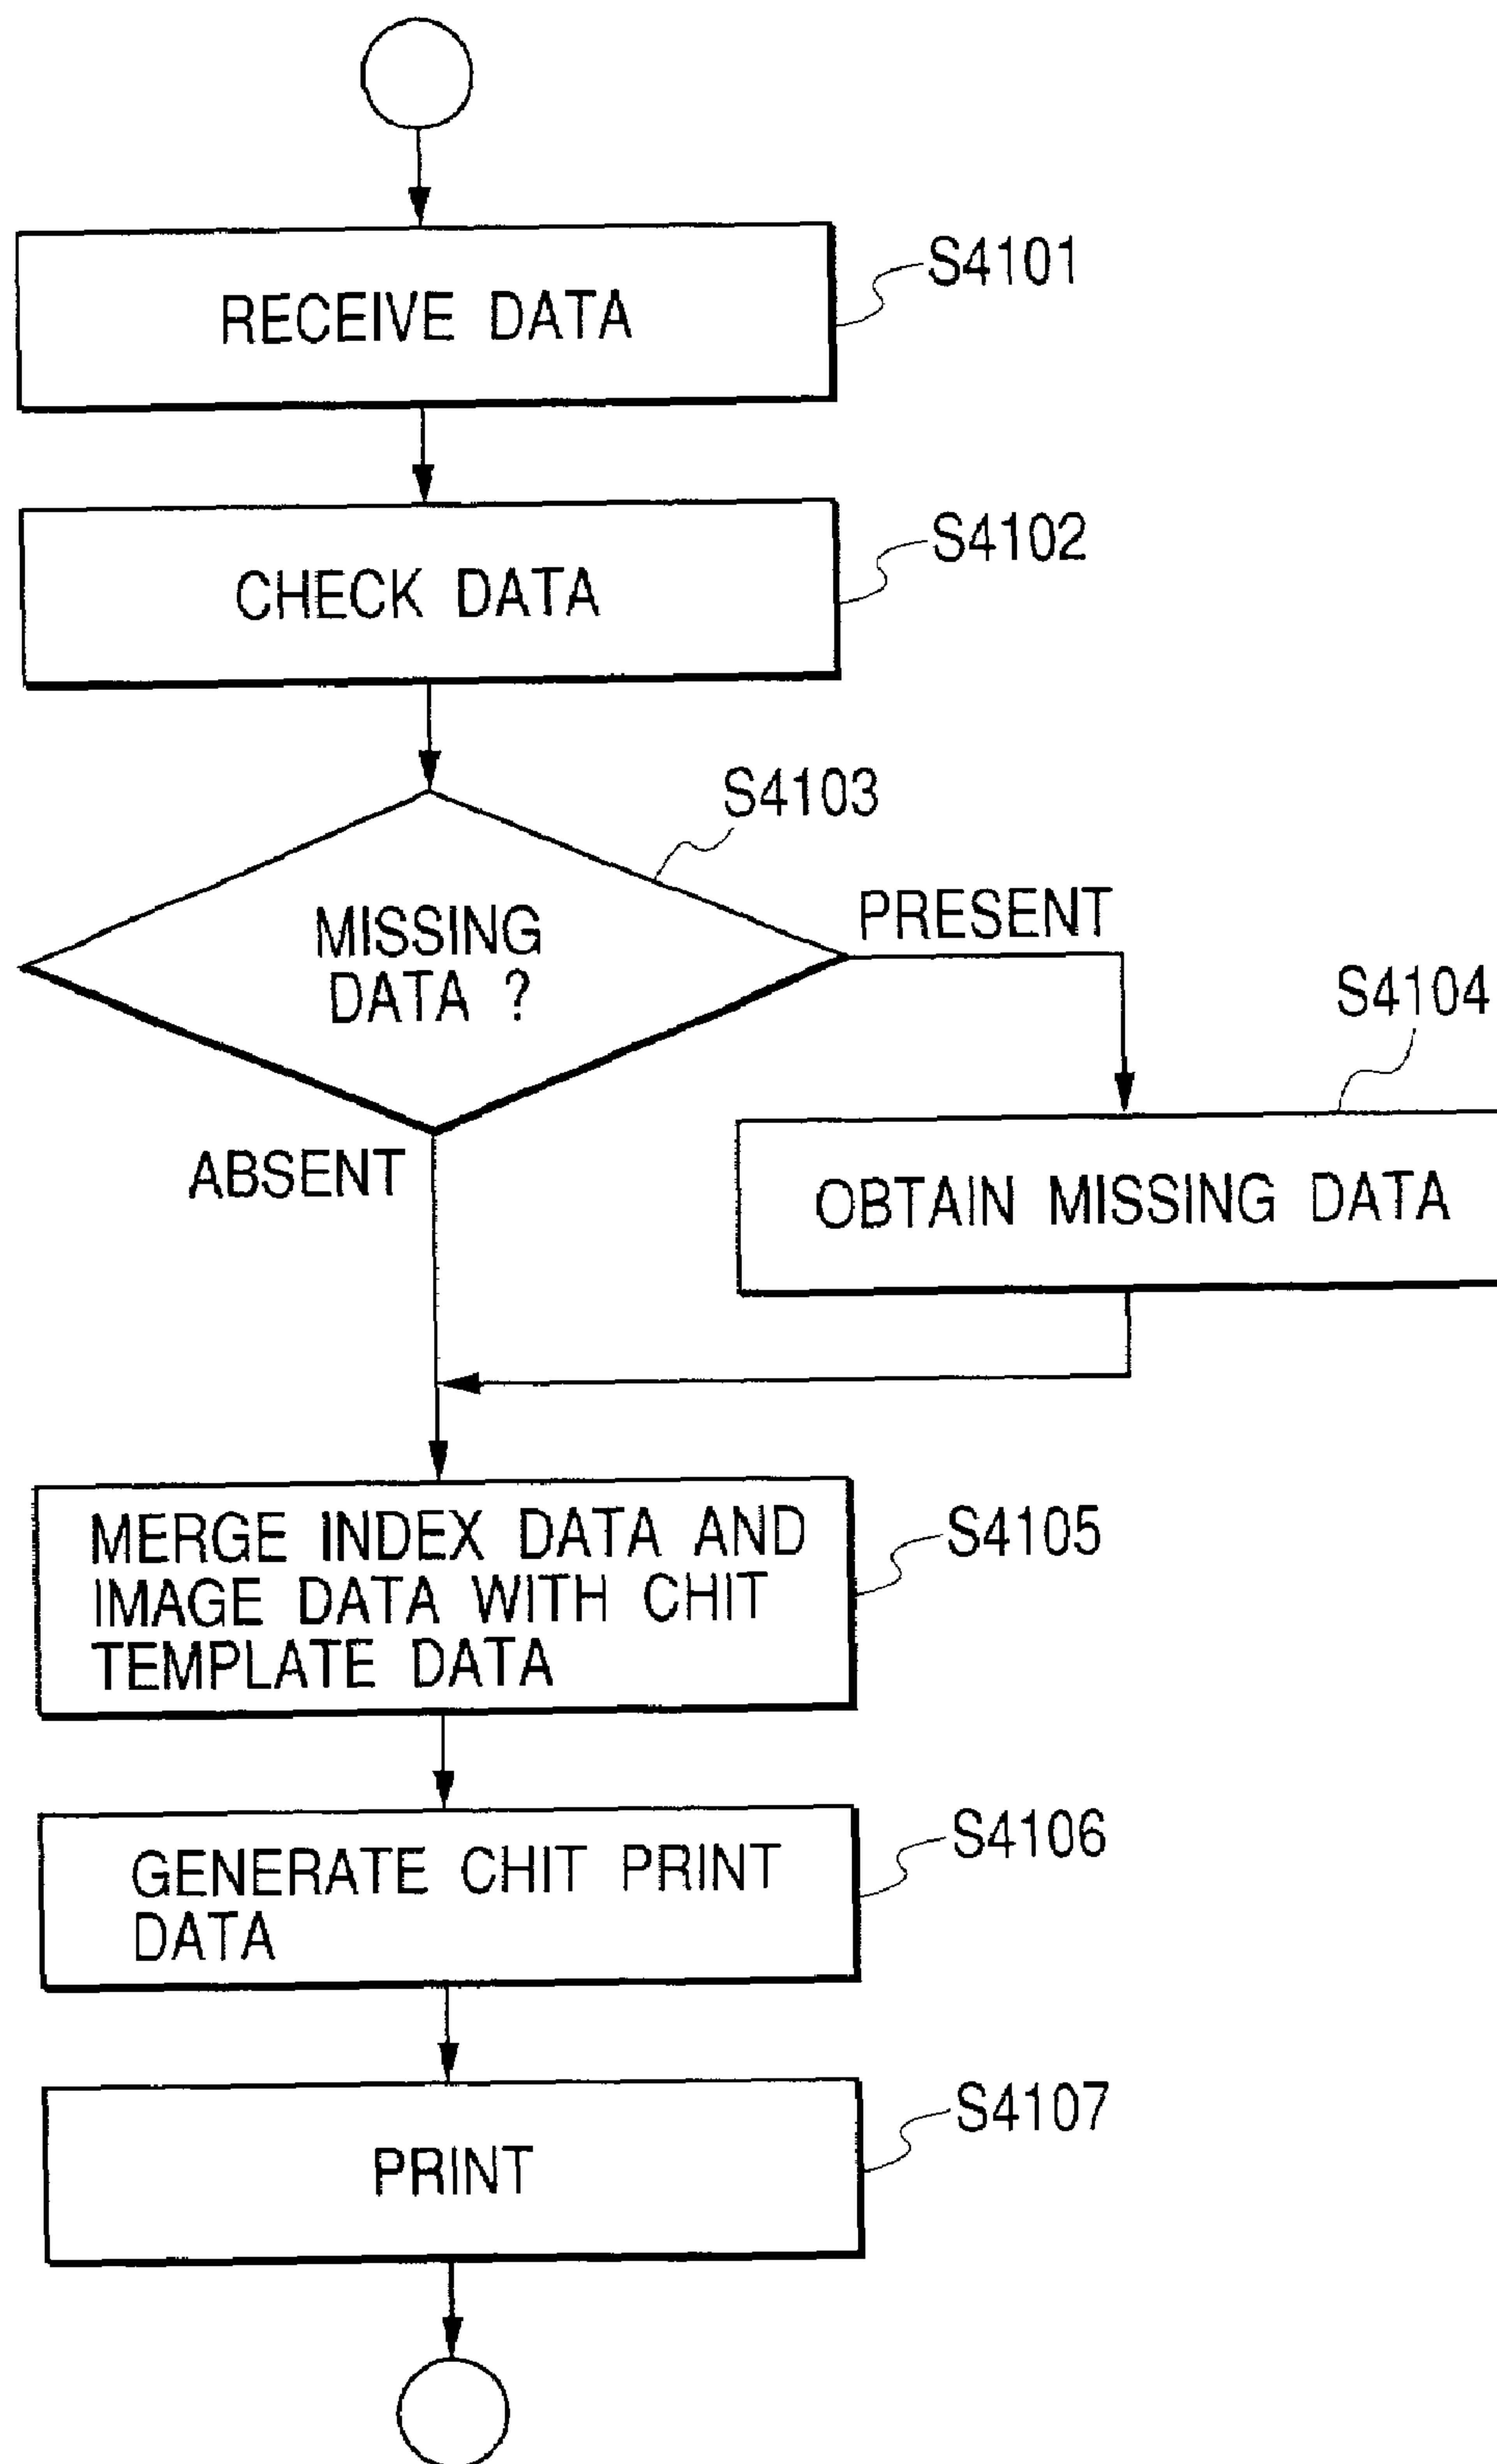 RECEIVE DATA
S4101
CHECK DATA
S4102
S4103
MISSING
DATA ?
PRESENT
ABSENT
S4104
OBTAIN MISSING DATA
MERGE INDEX DATA AND
IMAGE DATA WITH CHIT
TEMPLATE DATA
S4105
GENERATE CHIT PRINT
DATA
S4106
PRINT
S4107